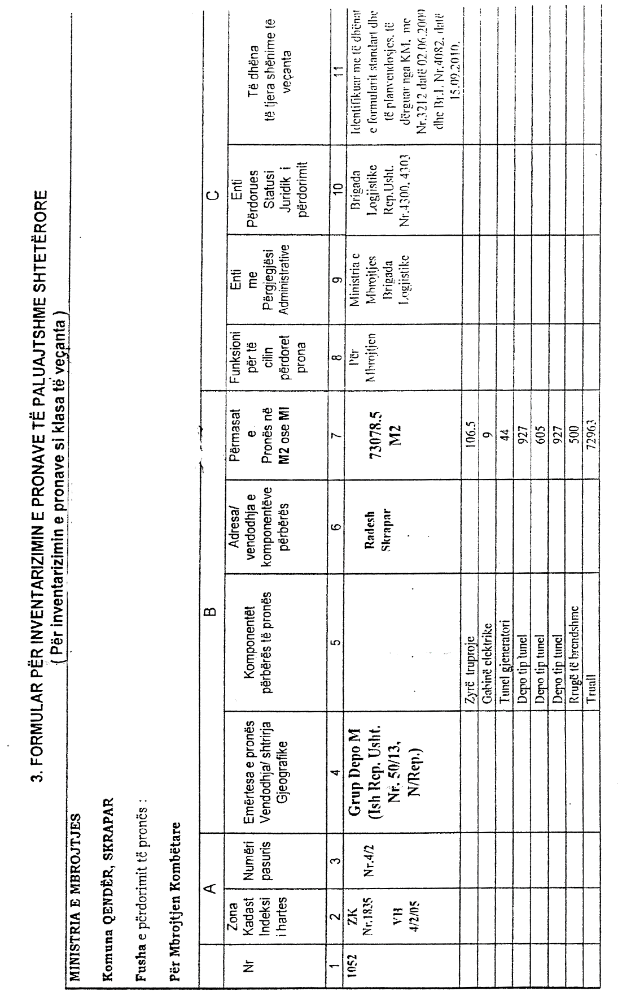 3. FORMULAR PËR INVENTARIZIMIN E PRONAVE TË PALUAJTSHME SHTETËRORE
( Për inventarizimin e pronave si klasa të veçanta )
MINISTRIA E MBROJTJES
Komuna QENDËR, SKRAPAR
Fusha e përdorimit të pronës :
Për Mbrojtjen Kombëtare
A
B
C
Nr
Zona
Kadast
Indeksi
i hartes
Numëri
pasuris
Emërtesa e pronës
Vendodhja/ shtrirja
Gjeografike
Komponentët
përbërës të pronës
Adresa/
vendodhja e
komponentëve
përbërës
Përmasat
e
Pronës në
M2 ose Ml
Funksioni
për të
cilin
përdoret
prona
Enti
me
Përgjegjësi
Administrative
Enti
Përdorues
Statusi
Juridik i
përdorimit
Të dhëna
të tjera shënime të
veçanta
1
2
3
4
5
6
7
8
9
10
11
1052
ZK
Nr.1835
VH
4/2/05
Nr.4/2
Grup Depo M
(Ish Rep. Usht.
Nr. 50/13,
N/Rep.)
Radesh
Skrapar
73078.5
M2
Për
Mbrojtjen
Ministria e
Mbrojtjes
Brigada
Logjistike
Brigada
Logjistike
Rep.Usht.
Nr.4300. 4303
Identifikuar me të dhënat
e formularit standart dhe
të planvendosjes. të
dërguar nga KM. me
Nr.3212 datë 02.06.2009
dhe Br.L Nr.4082. datë
15.09.2010.
Zyrë truproje 106.5
Gabinë elektrike 9
Tunel gjeneratori 44
Depo tip tunel 927
Depo tip tunel 605
Depo tip tunel 927
Rrugë të brendshme 500
Truall 72963